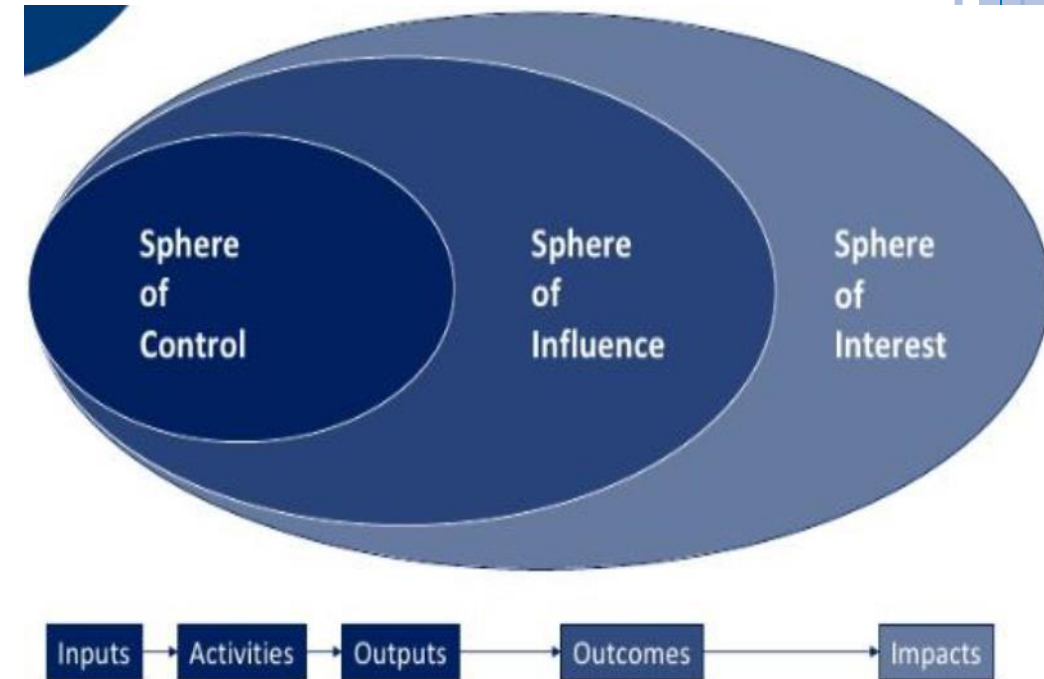 Sphere
of
Control
Sphere
of
Influence
Sphere
of
Interest
Inputs
Activities
Outputs
Outcomes
Impacts